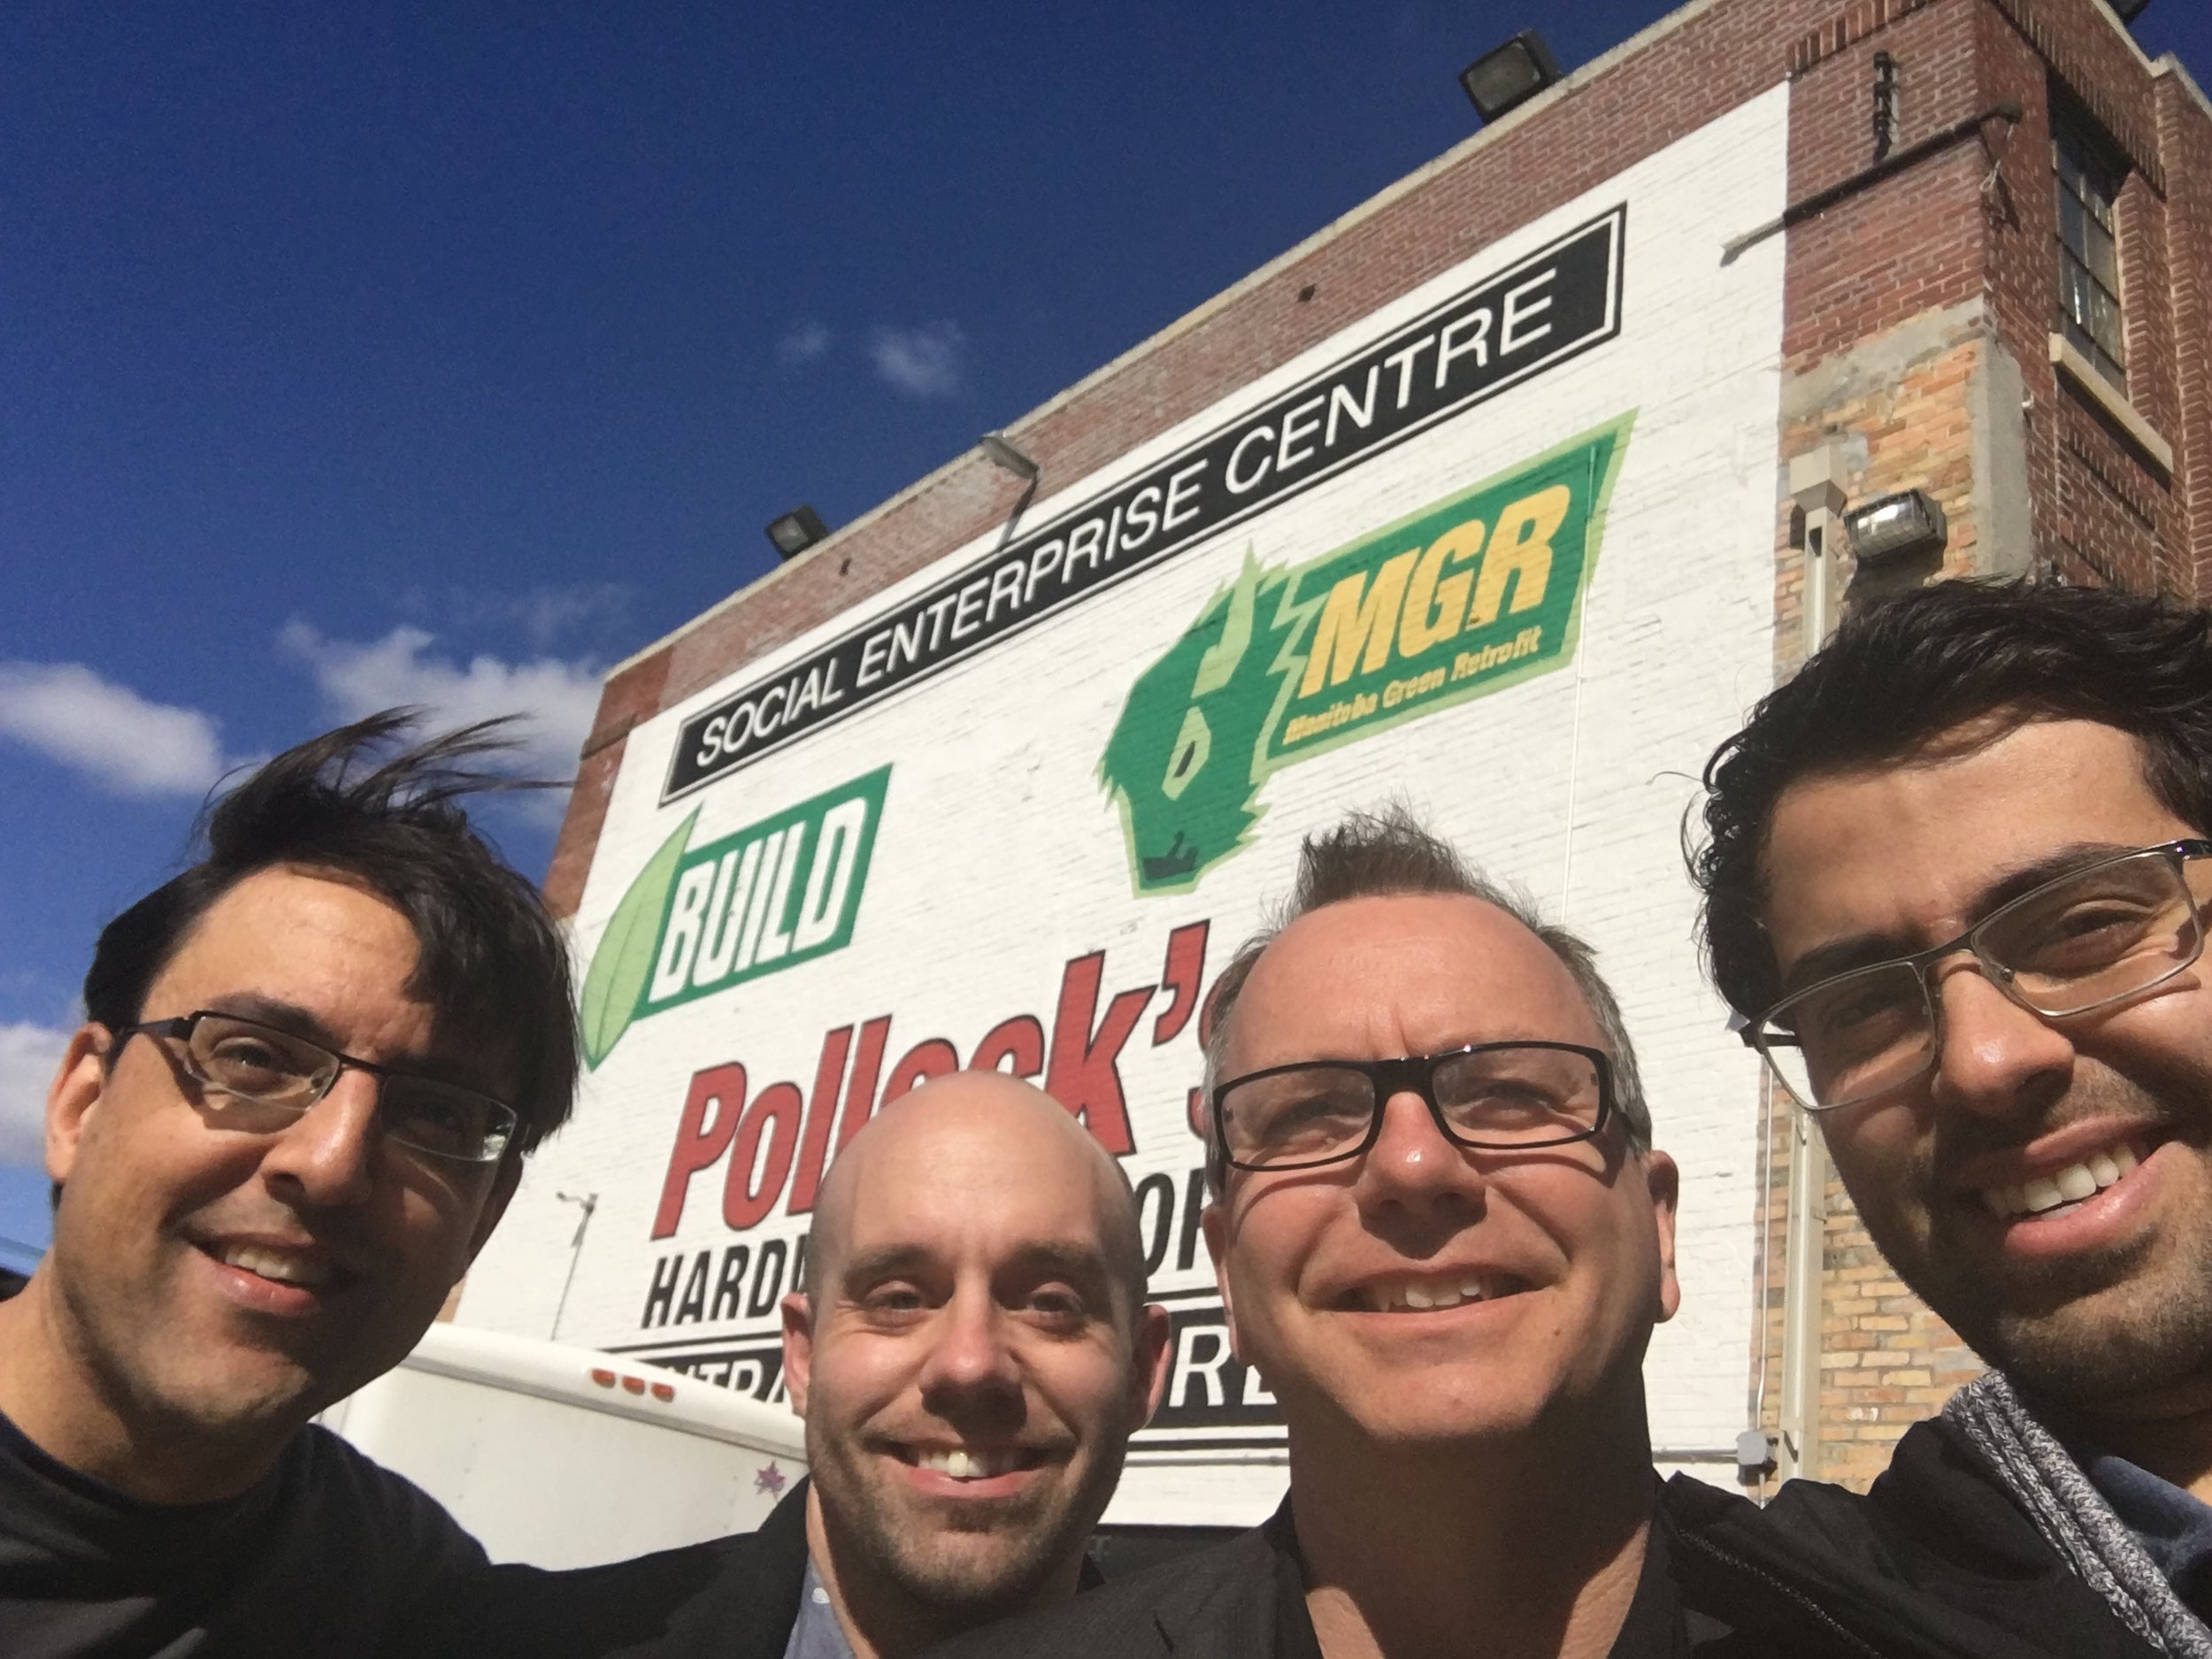 SOCIAL ENTERPRISE CENTRE
MGR
Manitoba Green Retrofit
BUILD
Pollock's